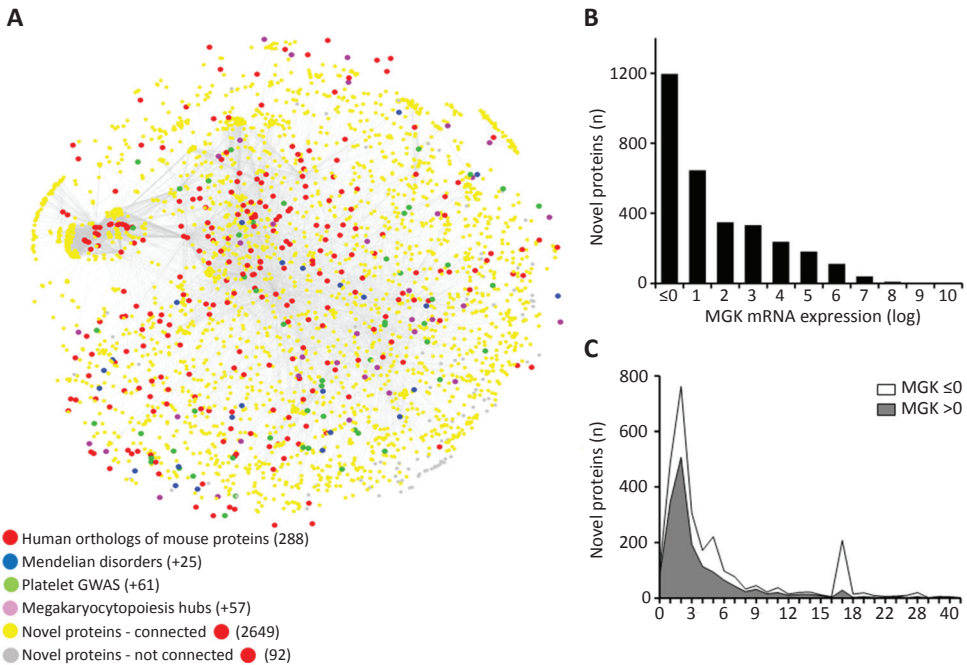 A
Human orthologs of mouse proteins (288)
Mendelian disorders (+25)
Platelet GWAS (+61)
Megakaryocytopoiesis hubs (+57)
Novel proteins - connected (2649)
Novel proteins - not connected (92)
B
Novel proteins (n)
1200
800
400
0
≤0 1 2 3 4 5 6 7 8 9 10
MGK mRNA expression (log)
C
Novel proteins (n)
800
600
400
200
0
MGK ≤0
MGK >0
0 3 6 9 12 15 18 22 28 40